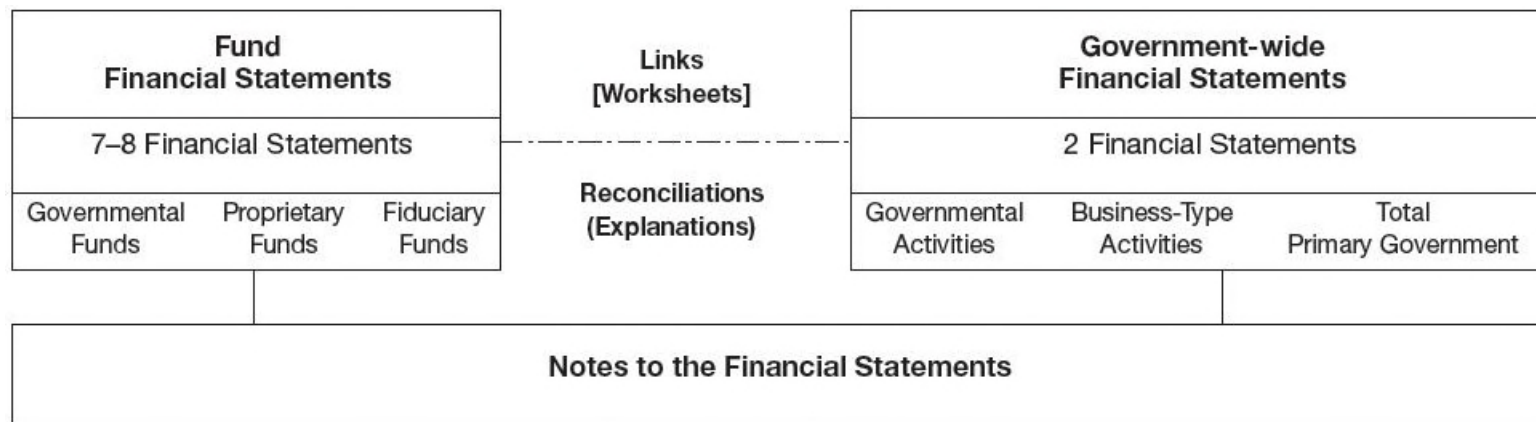 Fund
Financial Statements
7–8 Financial Statements
Governmental Funds
Proprietary Funds
Fiduciary Funds
Links
[Worksheets]
Reconciliations
(Explanations)
Government-wide
Financial Statements
2 Financial Statements
Governmental Activities
Business-Type Activities
Total Primary Government
Notes to the Financial Statements